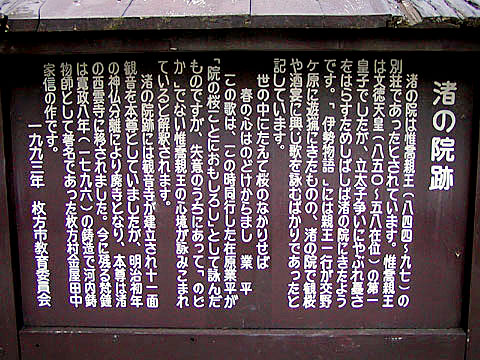 渚の院跡
渚の院は惟喬親王（八四四～九七）の
別荘であったとされています。惟喬親王
は文徳天皇（八五〇～五八在位）の第一
皇子でしたが、立太子争いにやぶれ憂さ
をはらすためしばしば渚の院にきたよう
です。「伊勢物語」には親王一行が交野
ケ原に遊猟にきたものの、渚の院で観桜
や酒宴に興じ歌を詠むばかりであったと
記しています。
世の中にたえて桜のなかりせば
春の心はのどけからまし　業平
この歌は、この時同行した在原業平が
「院の桜ことにおもしろし」として詠んだ
ものですが、失意のうちにあって、「のど
か」でない惟喬親王の心境が詠みこまれ
ていると解釈されます。
渚の院跡には観音寺が建立され十一面
観音を本尊としていましたが、明治初年
の神仏分離により廃寺となり、本尊は渚
の西雲寺に移されました。今に残る梵鐘
は寛政八年（一七九六）の鋳造で河内鋳
物師として著名であった枚方村金屋田中
家信の作です。
一九九三年　枚方市教育委員会